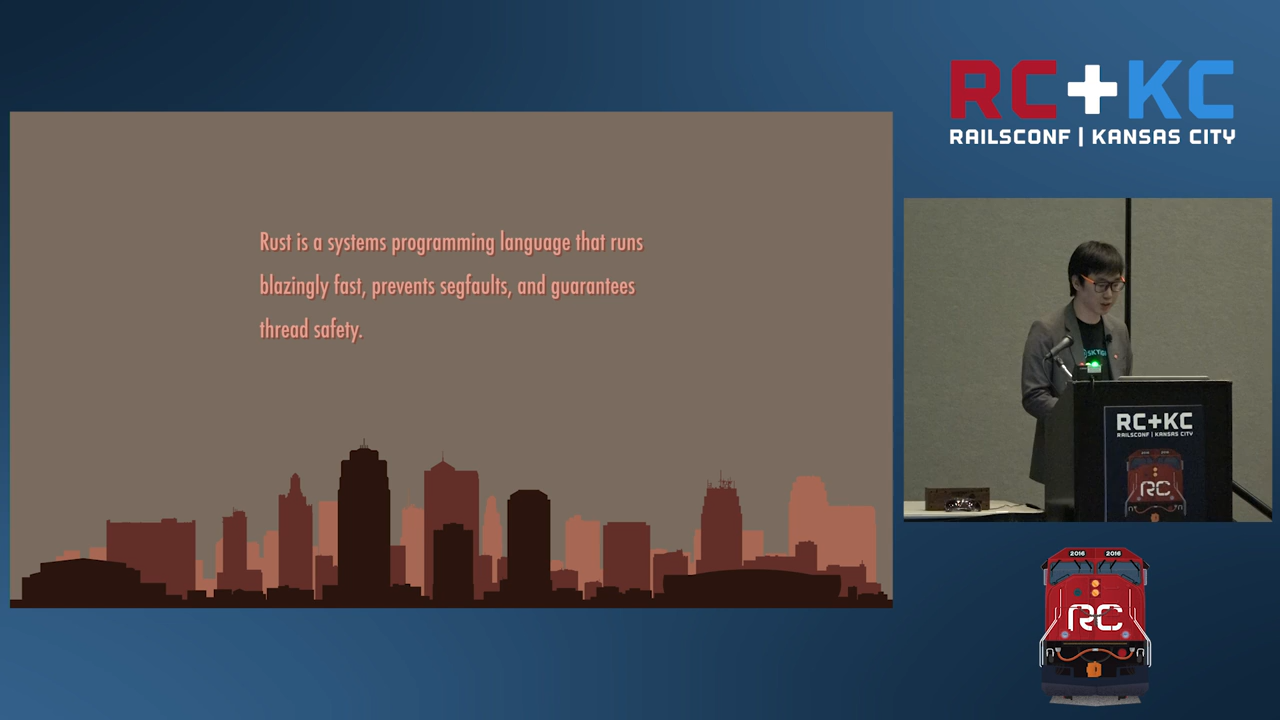 Rust is a systems programming language that runs
blazingly fast, prevents segfaults, and guarantees
thread safety.
RC+KC
RAILSCONF | KANSAS CITY
RC+KC
RAILSCONF | KANSAS CITY
RC
2016 2016
RC